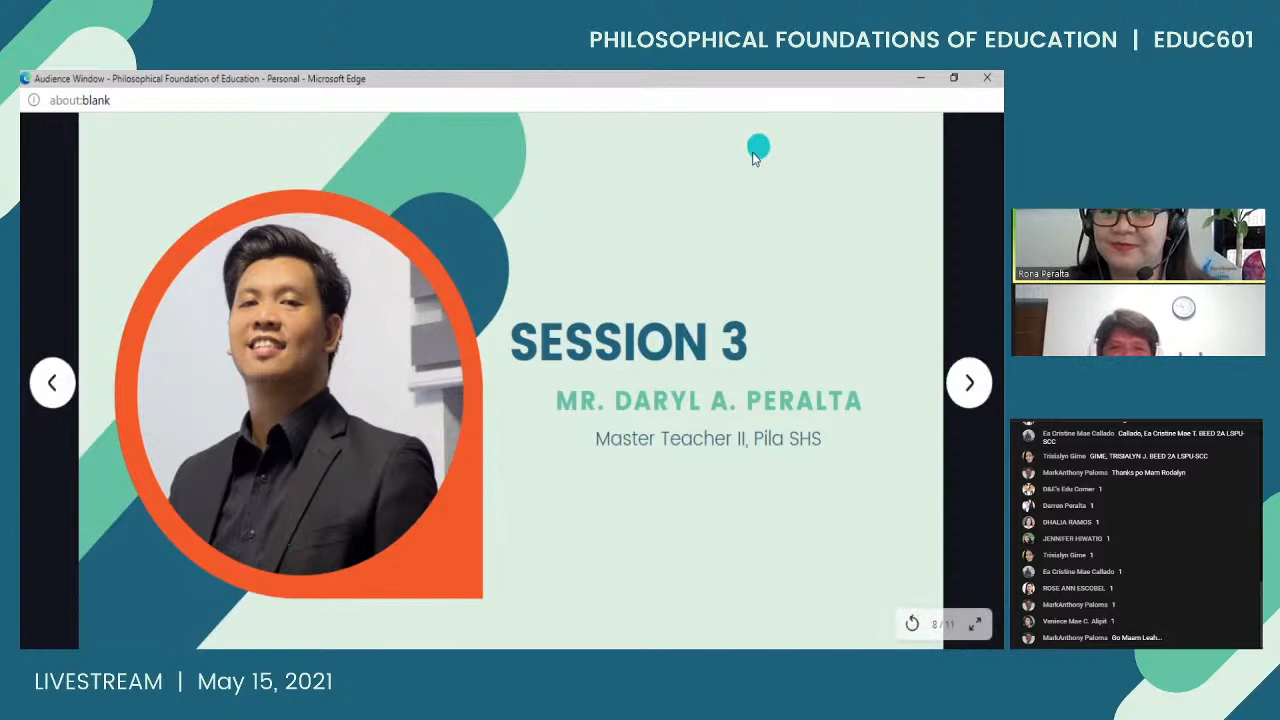 PHILOSOPHICAL FOUNDATIONS OF EDUCATION | EDUC601
Audience Window - Philosophical Foundation of Education - Personal - Microsoft Edge
about:blank
SESSION 3
MR. DARYL A. PERALTA
Master Teacher II, Pila SHS
8/11
Rona Peralta
Ea Cristine Mae Callado Callado, Ea Cristine Mae T. BEED 2A LSPU-
SCC
Trisialyn Gime GIME, TRISIALYN J. BEED 2A LSPU-SCC
MarkAnthony Paloma Thanks po Mam Rodalyn
D&E's Edu Corner 1
Darren Peralta 1
DHALIA RAMOS 1
JENNIFER HIWATIG 1
Trisialyn Gime 1
Ea Cristine Mae Callado 1
ROSE ANN ESCOBEL 1
MarkAnthony Paloma 1
Veniece Mae C. Alipit 1
MarkAnthony Paloma Go Maam Leah...
LIVESTREAM | May 15, 2021